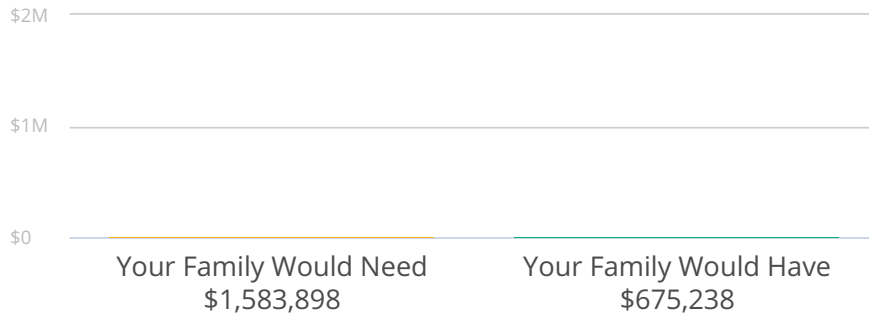 $2M
$1M
$0
Your Family Would Need
$1,583,898
Your Family Would Have
$675,238